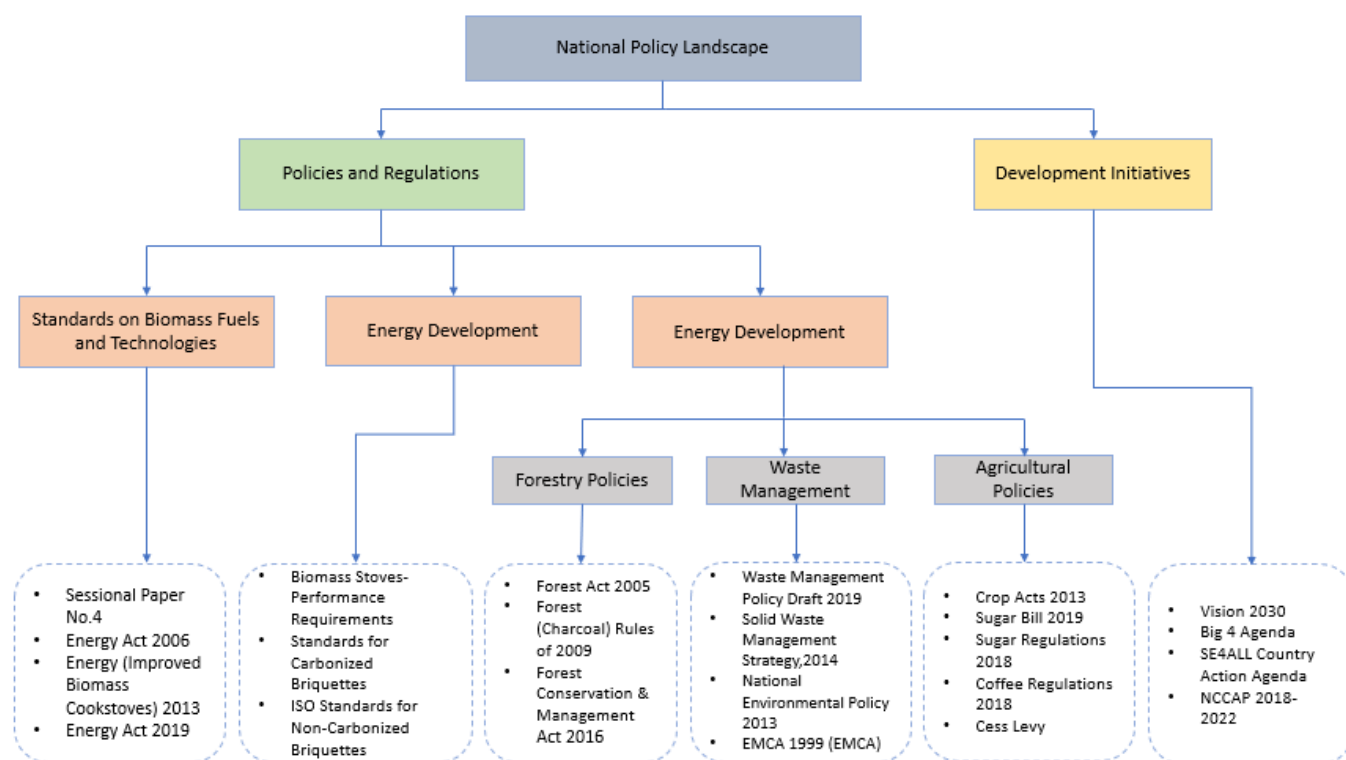 National Policy Landscape
Policies and Regulations
Development Initiatives
Standards on Biomass Fuels
and Technologies
Energy Development
Energy Development
Forestry Policies
Waste
Management
Agricultural
Policies
• Sessional Paper
No.4
• Energy Act 2006
• Energy (Improved
Biomass
Cookstoves) 2013
• Energy Act 2019
• Biomass Stoves-
Performance
Requirements
• Standards for
Carbonized
Briquettes
• ISO Standards for
Non-Carbonized
Briquettes
• Forest Act 2005
• Forest
(Charcoal) Rules
of 2009
• Forest
Conservation &
Management
Act 2016
• Waste Management
Policy Draft 2019
• Solid Waste
Management
Strategy,2014
• National
Environmental Policy
2013
• EMCA 1999 (EMCA)
• Crop Acts 2013
• Sugar Bill 2019
• Sugar Regulations
2018
• Coffee Regulations
2018
• Cess Levy
• Vision 2030
• Big 4 Agenda
• SE4ALL Country
Action Agenda
• NCCAP 2018-
2022